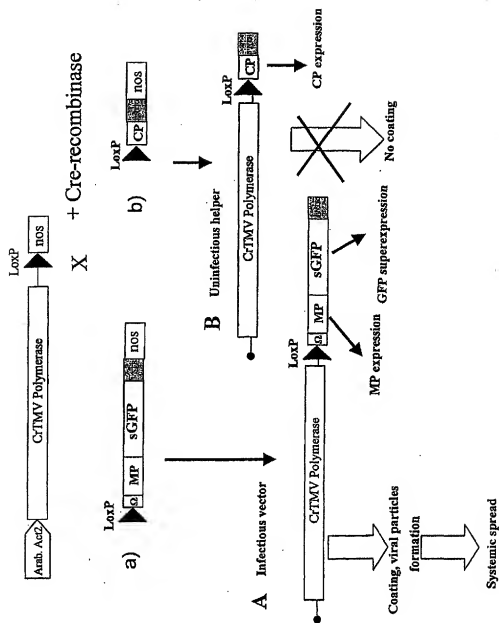 LoxP
Arab. Act2
CrTMV Polymerase
nos
X
+ Cre-recombinase
a)
LoxP
Ω
MP
sGFP
nos
b)
LoxP
CP
nos
A
Infectious vector
CrTMV Polymerase
LoxP
Ω
MP
sGFP
MP expression
GFP superexpression
Coating, viral particles
formation
Systemic spread
B
Uninfectious helper
CrTMV Polymerase
LoxP
CP
CP expression
No coating